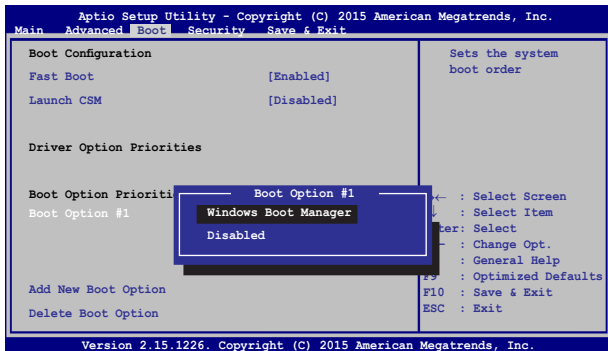 Aptio Setup Utility - Copyright (C) 2015 American Megatrends, Inc.
Main Advanced Boot Security Save & Exit
Boot Configuration
Fast Boot [Enabled]
Launch CSM [Disabled]
Driver Option Priorities
Boot Option Prioriti
Boot Option #1
Add New Boot Option
Delete Boot Option
Boot Option #1
Windows Boot Manager
Disabled
Sets the system
boot order
← : Select Screen
↓ : Select Item
ter: Select
- : Change Opt.
: General Help
F9 : Optimized Defaults
F10 : Save & Exit
ESC : Exit
Version 2.15.1226. Copyright (C) 2015 American Megatrends, Inc.